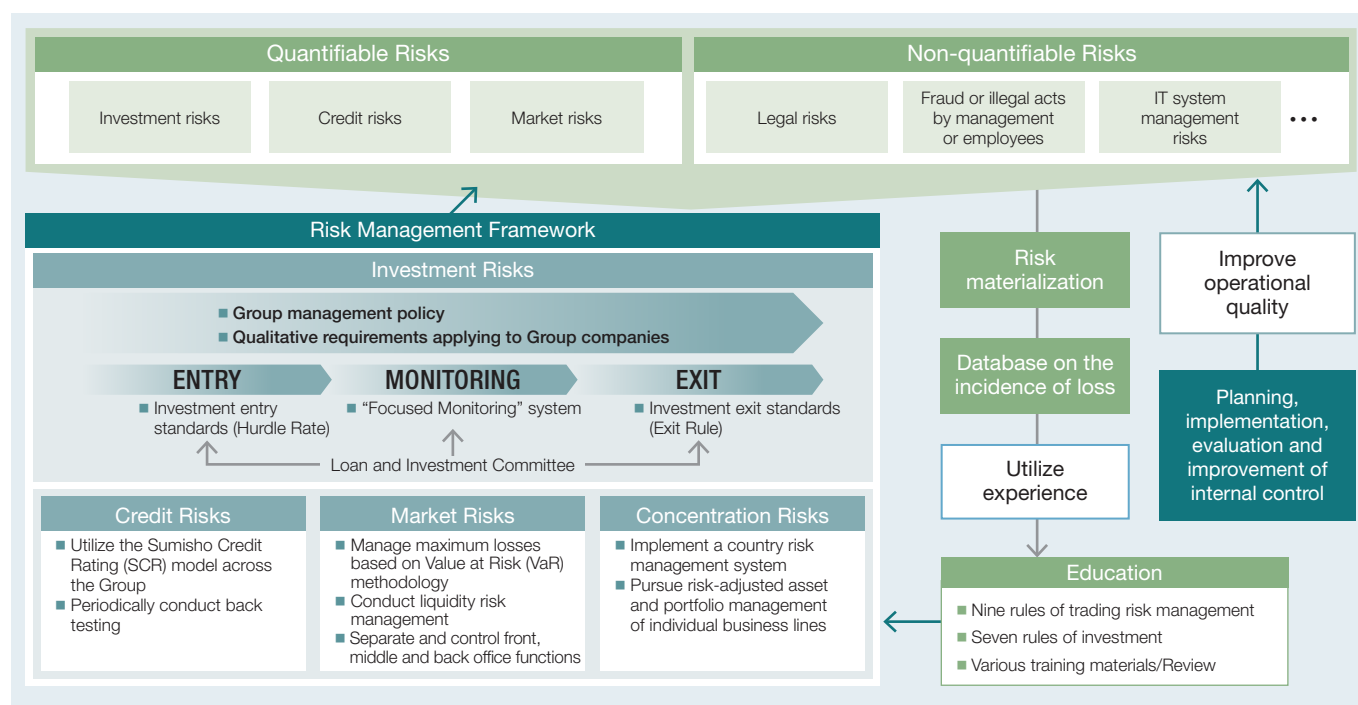 Quantifiable Risks
Investment risks
Credit risks
Market risks
Non-quantifiable Risks
Legal risks
Fraud or illegal acts
by management
or employees
IT system
management
risks
•••
Risk Management Framework
Investment Risks
■ Group management policy
■ Qualitative requirements applying to Group companies
ENTRY
■ Investment entry
standards (Hurdle Rate)
MONITORING
■ “Focused Monitoring” system
EXIT
■ Investment exit standards
(Exit Rule)
Loan and Investment Committee
Credit Risks
■ Utilize the Sumisho Credit
Rating (SCR) model across
the Group
■ Periodically conduct back
testing
Market Risks
■ Manage maximum losses
based on Value at Risk (VaR)
methodology
■ Conduct liquidity risk
management
■ Separate and control front,
middle and back office functions
Concentration Risks
■ Implement a country risk
management system
■ Pursue risk-adjusted asset
and portfolio management
of individual business lines
Risk
materialization
Database on the
incidence of loss
Utilize
experience
Education
■ Nine rules of trading risk management
■ Seven rules of investment
■ Various training materials/Review
Improve
operational
quality
Planning,
implementation,
evaluation and
improvement of
internal control